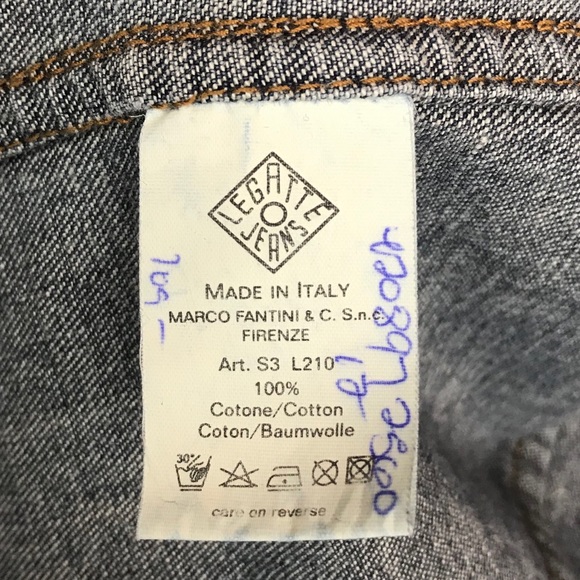 LEGATTE
JEANS
MADE IN ITALY
MARCO FANTINI & C. S.n.c.
FIRENZE
Art. S3 L210
100%
Cotone/Cotton
Coton/Baumwolle
30°
care on reverse